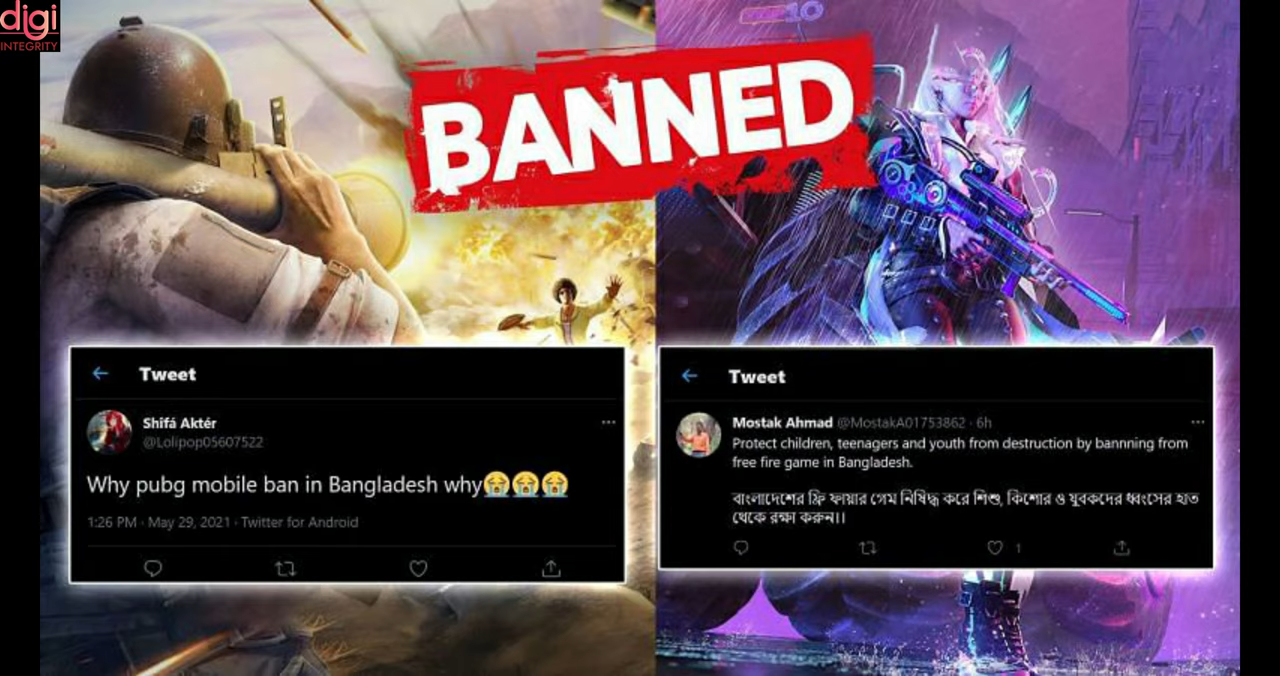 digi
INTEGRITY
TOP10
BANNED
Tweet
Shifá Aktér
@Lolipop05607522
Why pubg mobile ban in Bangladesh why😭😭😭
1:26 PM · May 29, 2021 · Twitter for Android
Tweet
Mostak Ahmad @MostakA01753862 · 6h
Protect children, teenagers and youth from destruction by bannning from
free fire game in Bangladesh.
বাংলাদেশের ফ্রি ফায়ার গেম নিষিদ্ধ করে শিশু, কিশোর ও যুবকদের ধ্বংসের হাত
থেকে রক্ষা করুন।।
1